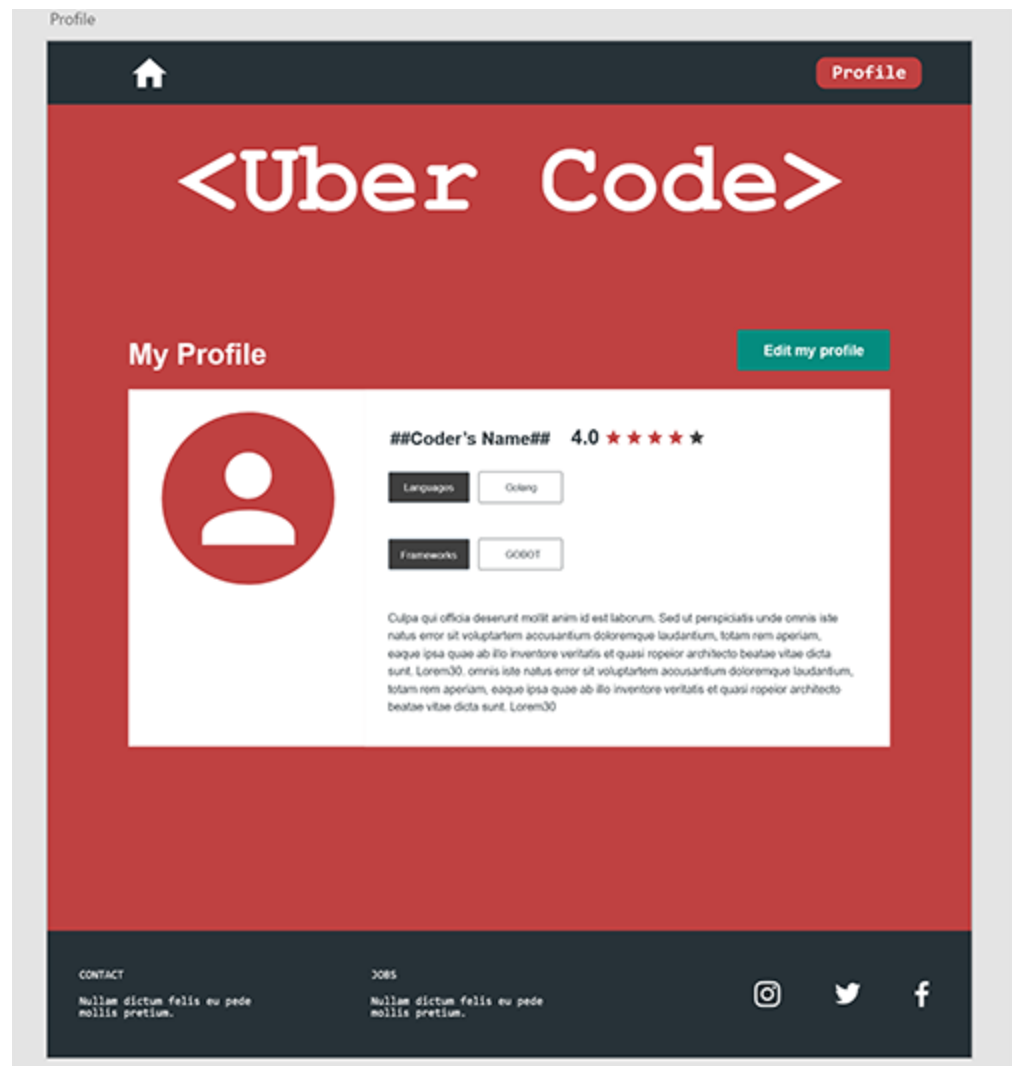 Profile
Profile
<Uber Code>
My Profile
Edit my profile
##Coder's Name## 4.0
Languages Golang
Frameworks GOBOT
Culpa qui officia deserunt mollit anim id est laborum. Sed ut perspiciatis unde omnis iste
natus error sit voluptartem accusantium doloremque laudantium, totam rem aperiam,
eaque ipsa quae ab illo inventore veritatis et quasi ropeior architecto beatae vitae dicta
sunt. Lorem30. omnis iste natus error sit voluptartem accusantium doloremque laudantium,
totam rem aperiam, eaque ipsa quae ab illo inventore veritatis et quasi ropeior architecto
beatae vitae dicta sunt. Lorem30
CONTACT
Nullam dictum felis eu pede
mollis pretium.
JOBS
Nullam dictum felis eu pede
mollis pretium.